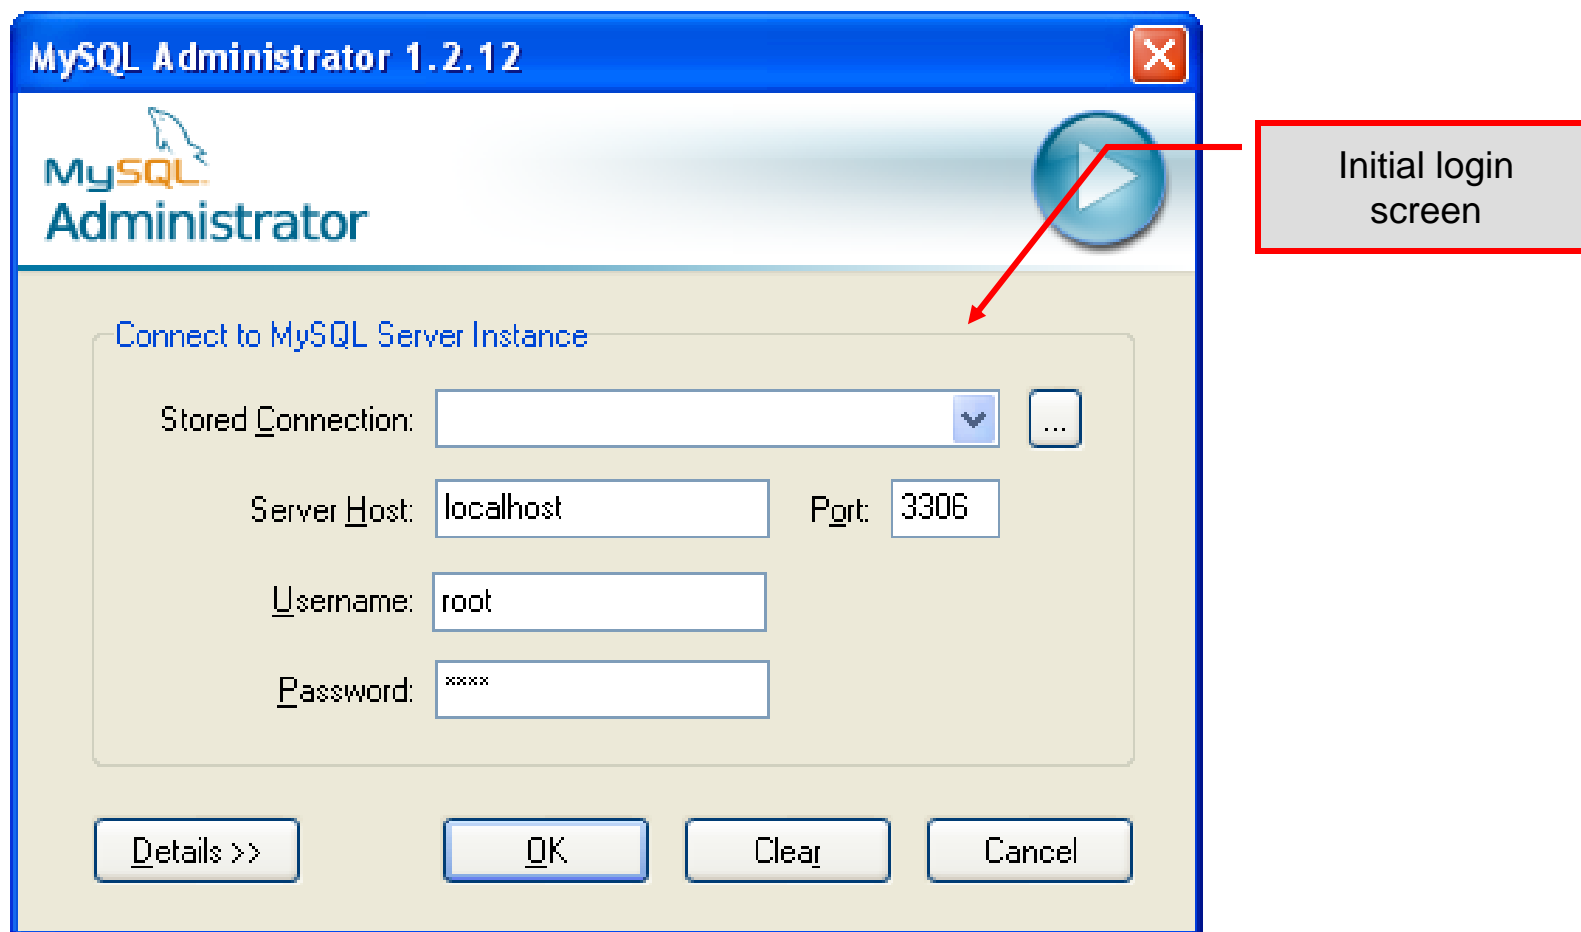 MySQL Administrator 1.2.12
MySQL
Administrator
Initial login
screen
Connect to MySQL Server Instance
Stored Connection:
...
Server Host: localhost Port: 3306
Username: root
Password: ××××
Details >> OK Clear Cancel